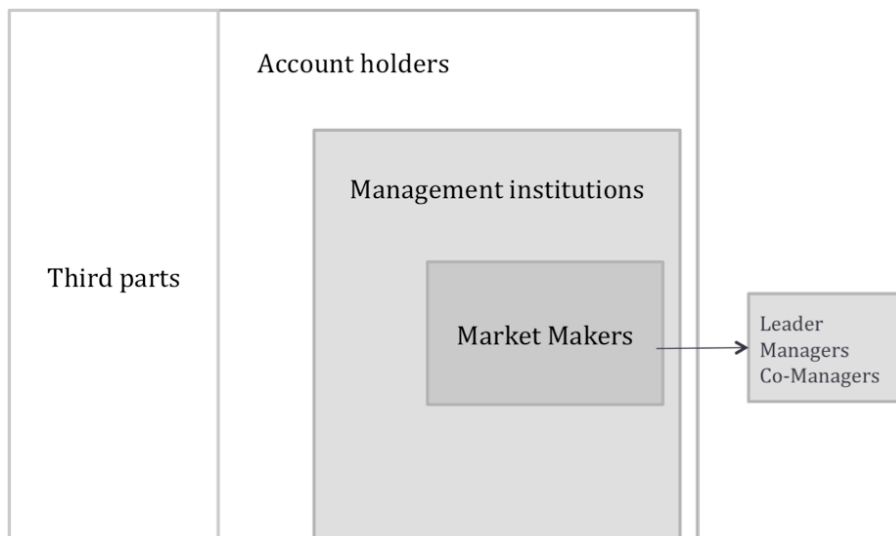 Account holders
Management institutions
Third parts
Market Makers
Leader
Managers
Co-Managers